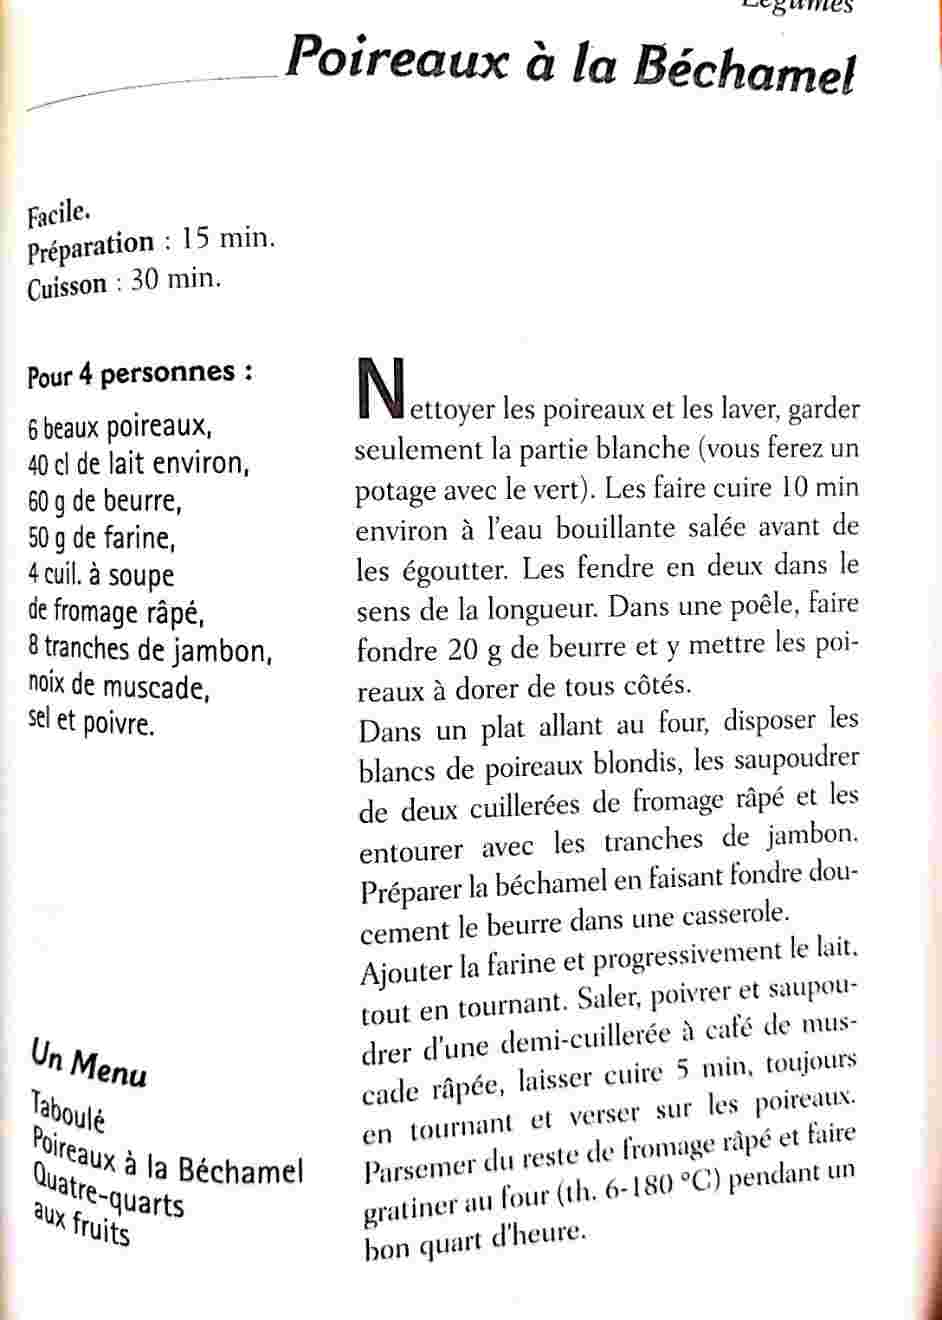 Légumes
Poireaux à la Béchamel
Facile.
Préparation : 15 min.
Cuisson : 30 min.
Pour 4 personnes :
6 beaux poireaux,
40 cl de lait environ,
60 g de beurre,
50 g de farine,
4 cuil. à soupe
de fromage râpé,
8 tranches de jambon,
noix de muscade,
sel et poivre.
Nettoyer les poireaux et les laver, garder
seulement la partie blanche (vous ferez un
potage avec le vert). Les faire cuire 10 min
environ à l'eau bouillante salée avant de
les égoutter. Les fendre en deux dans le
sens de la longueur. Dans une poêle, faire
fondre 20 g de beurre et y mettre les poi-
reaux à dorer de tous côtés.
Dans un plat allant au four, disposer les
blancs de poireaux blondis, les saupoudrer
de deux cuillerées de fromage râpé et les
entourer avec les tranches de jambon.
Préparer la béchamel en faisant fondre dou-
cement le beurre dans une casserole.
Ajouter la farine et progressivement le lait,
tout en tournant. Saler, poivrer et saupou-
drer d'une demi-cuillerée à café de mus-
cade râpée, laisser cuire 5 min, toujours
en tournant et verser sur les poireaux.
Parsemer du reste de fromage râpé et faire
gratiner au four (th. 6-180 °C) pendant un
bon quart d'heure.
Un Menu
Taboulé
Poireaux à la Béchamel
Quatre-quarts
aux fruits